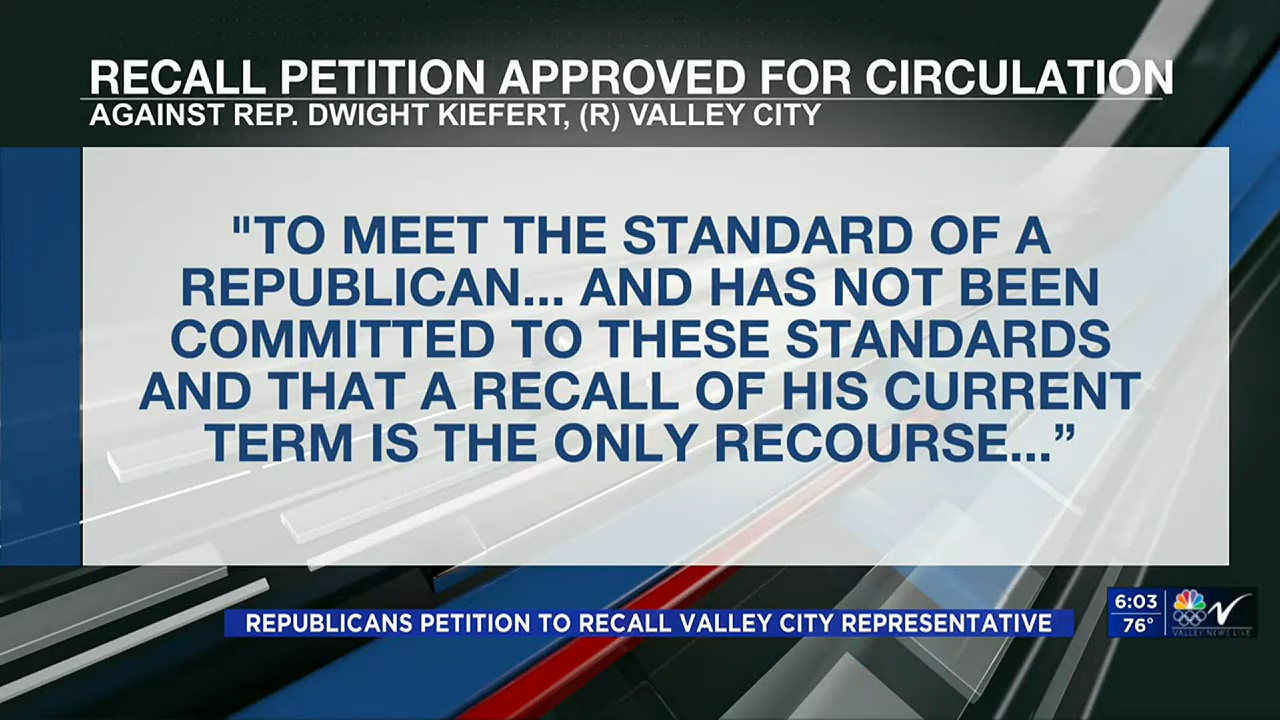 RECALL PETITION APPROVED FOR CIRCULATION
AGAINST REP. DWIGHT KIEFERT, (R) VALLEY CITY
"TO MEET THE STANDARD OF A
REPUBLICAN... AND HAS NOT BEEN
COMMITTED TO THESE STANDARDS
AND THAT A RECALL OF HIS CURRENT
TERM IS THE ONLY RECOURSE...”
REPUBLICANS PETITION TO RECALL VALLEY CITY REPRESENTATIVE
6:03
76°
VALLEY NEWS LIVE